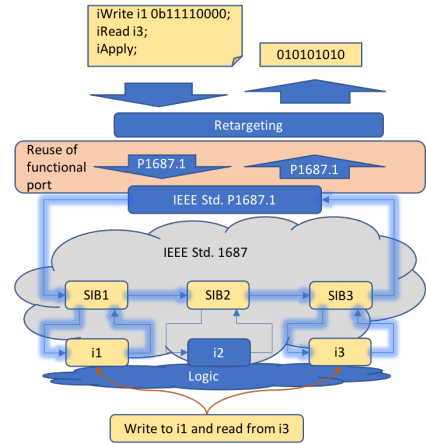 iWrite i1 0b11110000;
iRead i3;
iApply;
010101010
Retargeting
Reuse of
functional
port
P1687.1
P1687.1
IEEE Std. P1687.1
IEEE Std. 1687
SIB1
SIB2
SIB3
i1
i2
i3
Logic
Write to i1 and read from i3